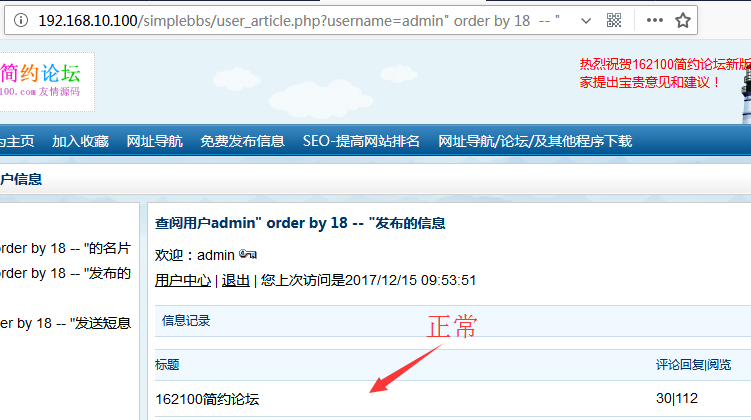 192.168.10.100/simplebbs/user_article.php?username=admin" order by 18 -- "
简约论坛
100.com 友情源码
热烈祝贺162100简约论坛新版
家提出宝贵意见和建议！
为主页 加入收藏 网址导航 免费发布信息 SEO-提高网站排名 网址导航/论坛/及其他程序下载
户信息
order by 18 -- "的名片
order by 18 -- "发布的
er by 18 -- "发送短息
查阅用户admin" order by 18 -- "发布的信息
欢迎：admin
用户中心 | 退出 | 您上次访问是2017/12/15 09:53:51
信息记录
正常
标题 评论回复|阅览
162100简约论坛 30|112